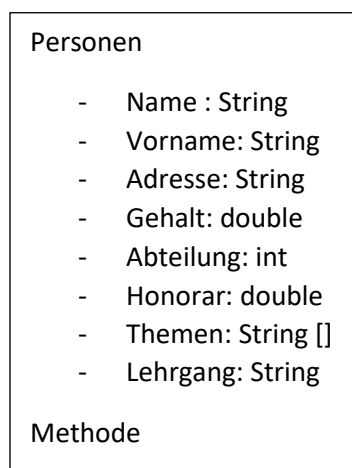 Personen
- Name : String
- Vorname: String
- Adresse: String
- Gehalt: double
- Abteilung: int
- Honorar: double
- Themen: String []
- Lehrgang: String
Methode